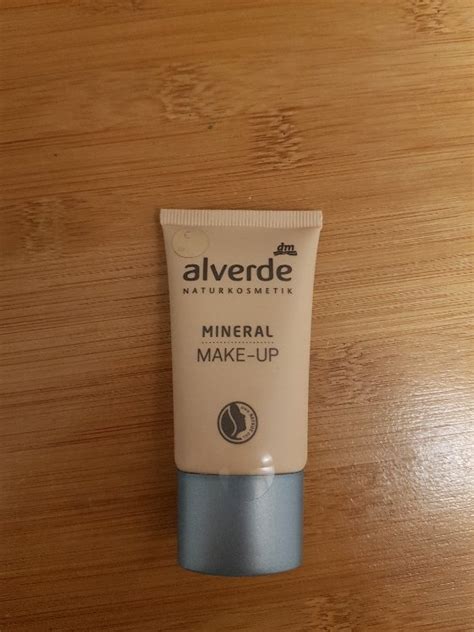 dm
alverde
NATURKOSMETIK
MINERAL
MAKE-UP